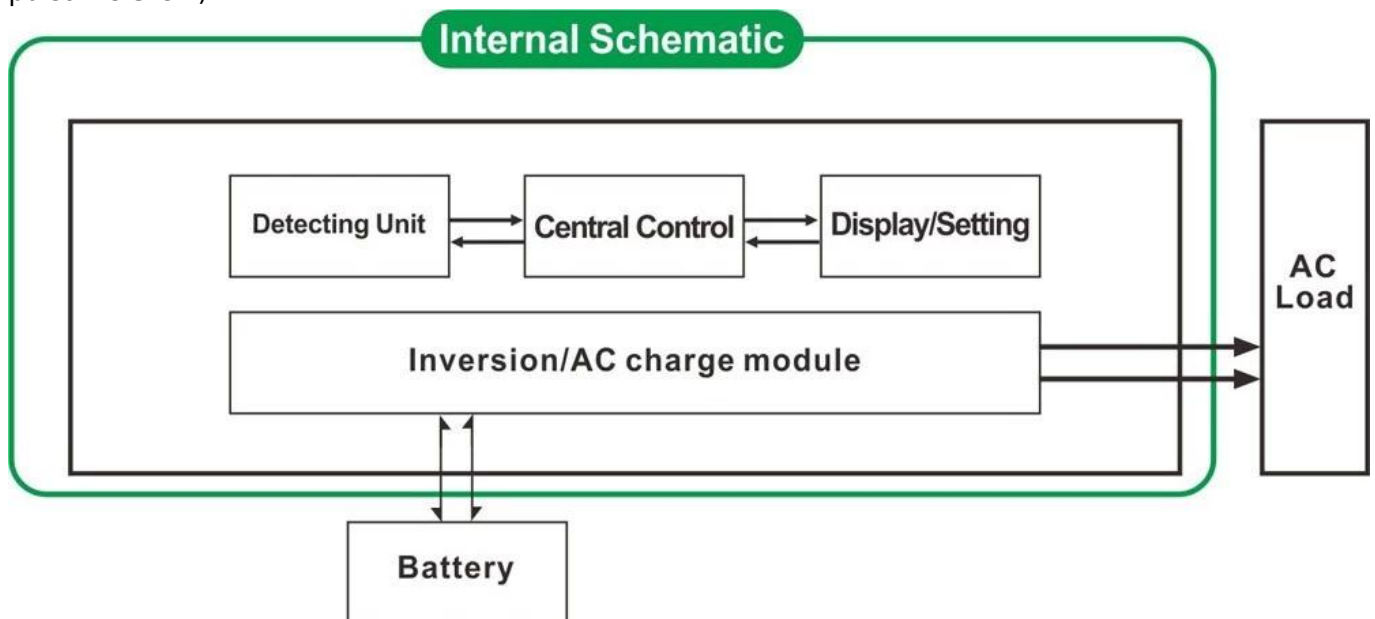 Internal Schematic
Detecting Unit
Central Control
Display/Setting
AC
Load
Inversion/AC charge module
Battery